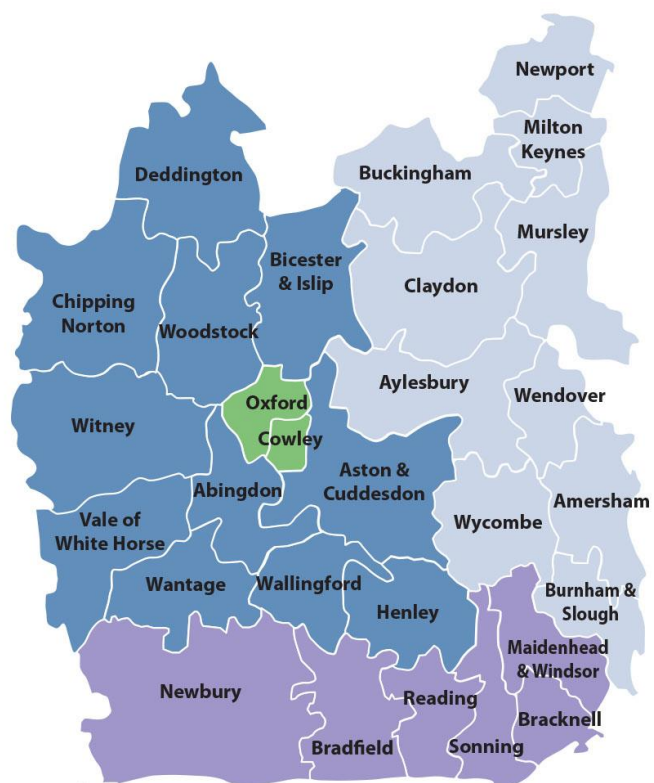 Newport
Milton
Keynes
Deddington
Buckingham
Mursley
Bicester
& Islip
Claydon
Chipping
Norton
Woodstock
Aylesbury
Wendover
Oxford
Witney
Cowley
Aston &
Cuddesdon
Abingdon
Amersham
Vale of
White Horse
Wycombe
Wantage
Wallingford
Henley
Burnham &
Slough
Maidenhead
& Windsor
Newbury
Reading
Bracknell
Bradfield
Sonning